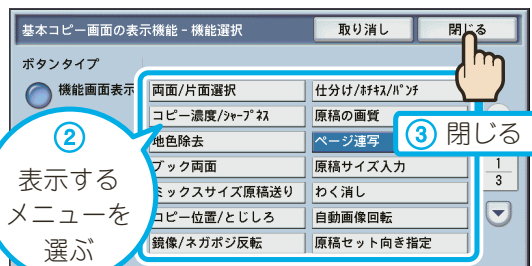 基本コピー画面の表示機能 - 機能選択
取り消し
閉じる
ボタンタイプ
機能画面表示
両面/片面選択
仕分け/ﾎﾁｷｽ/ﾊﾟﾝﾁ
コピー濃度/ｼｬｰﾌﾟﾈｽ
原稿の画質
地色除去
ページ連写
ブック両面
原稿サイズ入力
ミックスサイズ原稿送り
わく消し
コピー位置/とじしろ
自動画像回転
鏡像/ネガポジ反転
原稿セット向き指定
1
3
② 表示する
メニューを
選ぶ
③ 閉じる